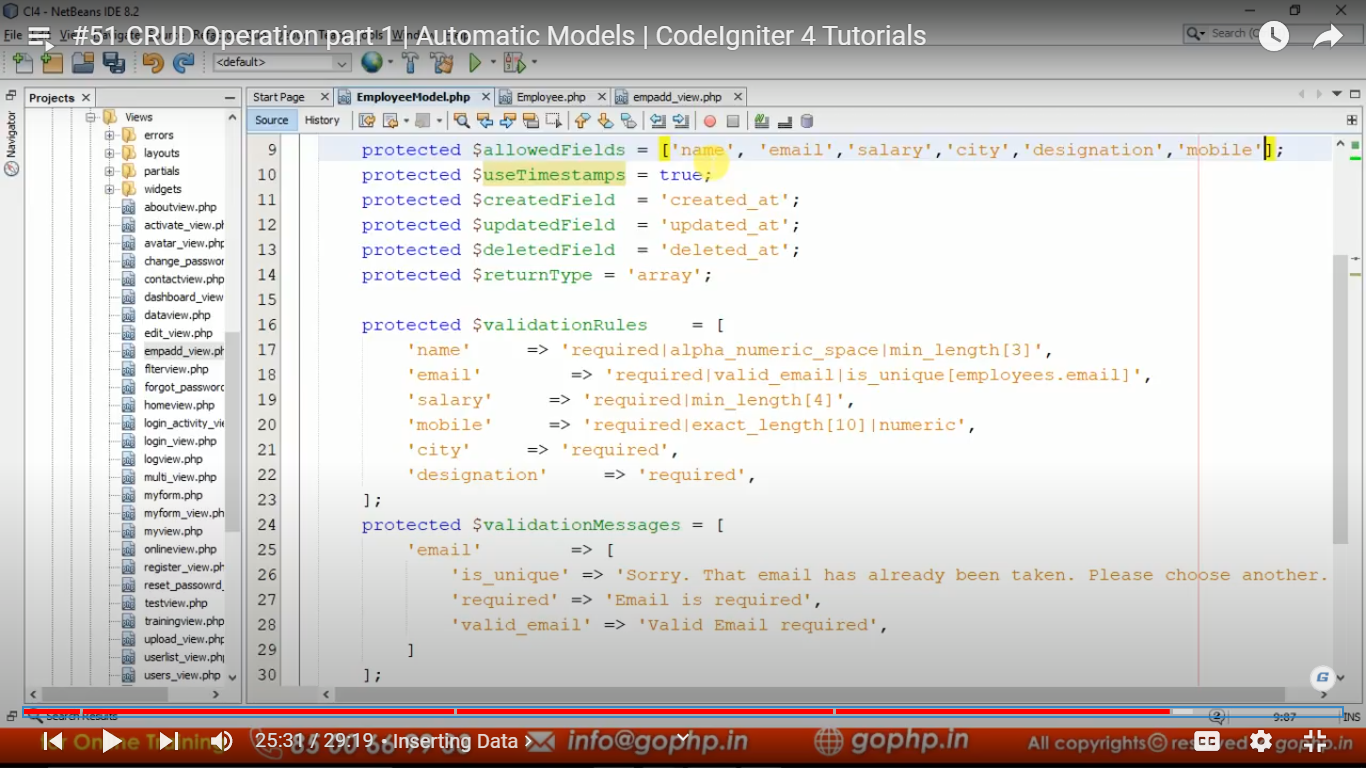 CI4 - NetBeans IDE 8.2
#51 CRUD Operation part 1 | Automatic Models | CodeIgniter 4 Tutorials
File
Search (C
<default>
Projects
Start Page
EmployeeModel.php
Employee.php
empadd_view.php
Source
History
Navigator
Views
errors
layouts
partials
widgets
aboutview.php
activate_view.ph
avatar_view.php
change_passwor
contactview.php
dashboard_view
dataview.php
edit_view.php
empadd_view.ph
flterview.php
forgot_password
homeview.php
login_activity_vie
login_view.php
logview.php
multi_view.php
myform.php
myform_view.ph
myview.php
onlineview.php
register_view.ph
reset_passowrd_
testview.php
trainingview.php
upload_view.php
userlist_view.ph
users_view.php
9 protected $allowedFields = ['name', 'email','salary','city','designation','mobile'];
10 protected $useTimestamps = true;
11 protected $createdField = 'created_at';
12 protected $updatedField = 'updated_at';
13 protected $deletedField = 'deleted_at';
14 protected $returnType = 'array';
15
16 protected $validationRules = [
17 'name' => 'required|alpha_numeric_space|min_length[3]',
18 'email' => 'required|valid_email|is_unique[employees.email]',
19 'salary' => 'required|min_length[4]',
20 'mobile' => 'required|exact_length[10]|numeric',
21 'city' => 'required',
22 'designation' => 'required',
23 ];
24 protected $validationMessages = [
25 'email' => [
26 'is_unique' => 'Sorry. That email has already been taken. Please choose another.
27 'required' => 'Email is required',
28 'valid_email' => 'Valid Email required',
29 ]
30 ];
G
Search Results
2
9:87
INS
for Online Training
25:31 / 29:19 • Inserting Data
info@gophp.in
gophp.in
All copyrights© reserved gophp.in
CC